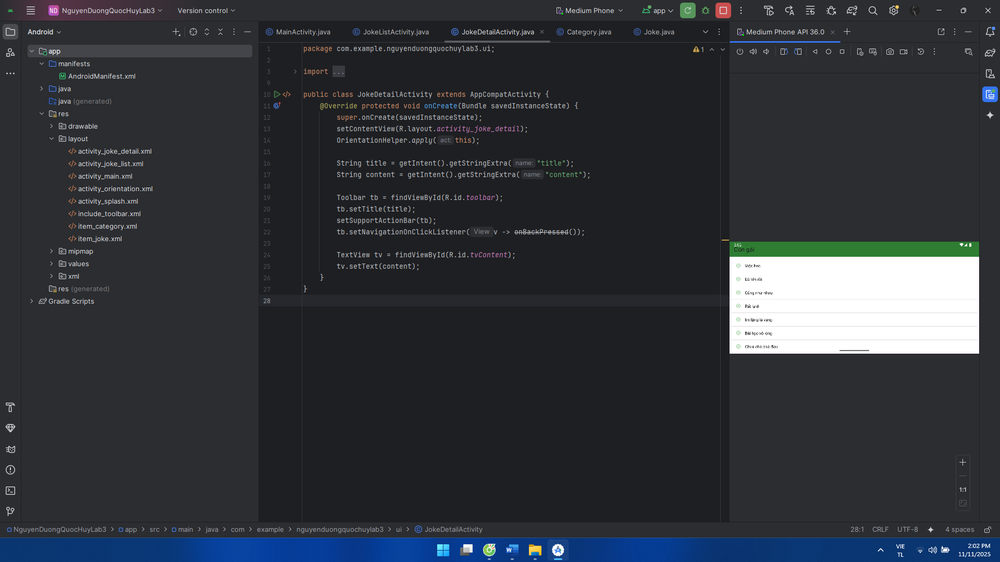 ND NguyenDuongQuocHuyLab3 Version control Medium Phone app
Android
app
manifests
AndroidManifest.xml
java
java (generated)
res
drawable
layout
activity_joke_detail.xml
activity_joke_list.xml
activity_main.xml
activity_orientation.xml
activity_splash.xml
include_toolbar.xml
item_category.xml
item_joke.xml
mipmap
values
xml
res (generated)
Gradle Scripts
MainActivity.java JokeListActivity.java JokeDetailActivity.java Category.java Joke.java
1 package com.example.nguyenduongquochuylab3.ui;
2
3 import ...
9
10 public class JokeDetailActivity extends AppCompatActivity {
11 @Override protected void onCreate(Bundle savedInstanceState) {
12 super.onCreate(savedInstanceState);
13 setContentView(R.layout.activity_joke_detail);
14 OrientationHelper.apply( act: this);
15
16 String title = getIntent().getStringExtra( name: "title");
17 String content = getIntent().getStringExtra( name: "content");
18
19 Toolbar tb = findViewById(R.id.toolbar);
20 tb.setTitle(title);
21 setSupportActionBar(tb);
22 tb.setNavigationOnClickListener( View v -> onBackPressed());
23
24 TextView tv = findViewById(R.id.tvContent);
25 tv.setText(content);
26 }
27 }
28
1
Medium Phone API 36.0
2:02
Con gái
Việc học
Đã lớn rồi
Cũng như nhau
Rất lạnh
Im lặng là vàng
Bài học vỡ lòng
Chưa chà chứ đâu
1:1
NguyenDuongQuocHuyLab3 > app > src > main > java > com > example > nguyenduongquochuylab3 > ui > JokeDetailActivity
28:1 CRLF UTF-8 4 spaces
VIE
TL
2:02 PM
11/11/2025